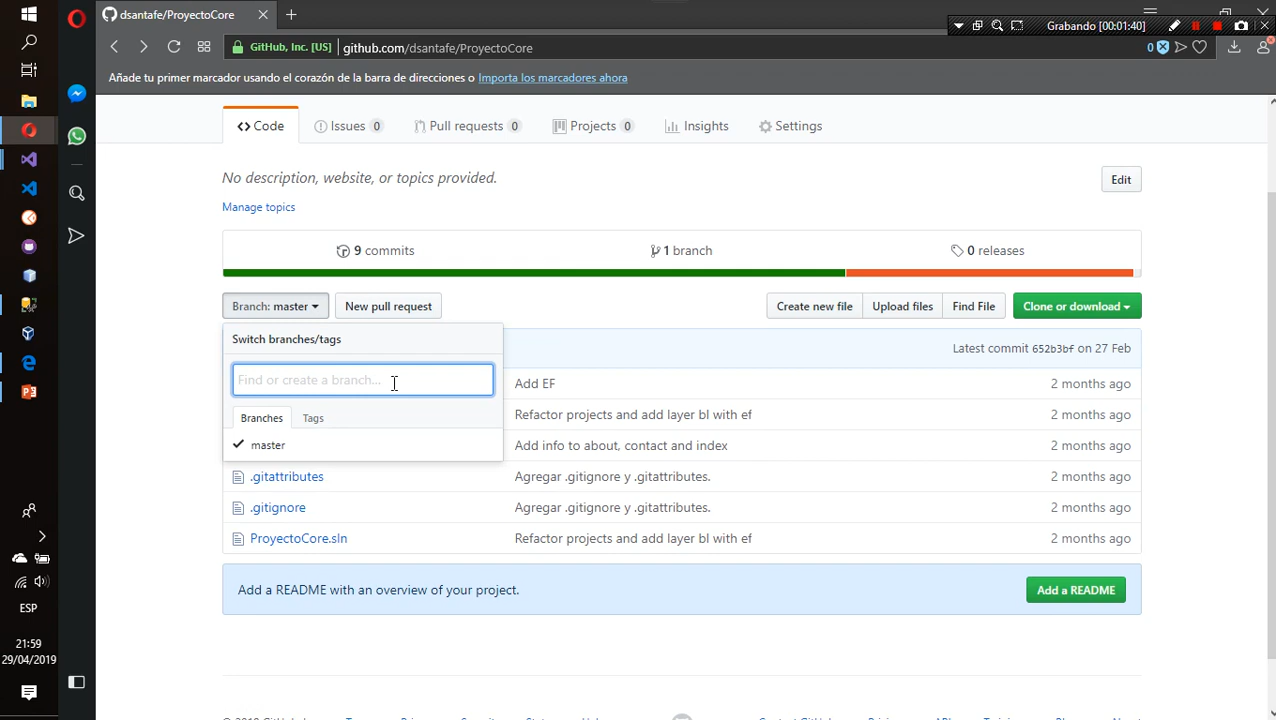 dsantafe/ProyectoCore
Grabando [00:01:40]
GitHub, Inc. [US] github.com/dsantafe/ProyectoCore
0
Añade tu primer marcador usando el corazón de la barra de direcciones o Importa los marcadores ahora
Code Issues 0 Pull requests 0 Projects 0 Insights Settings
No description, website, or topics provided.
Edit
Manage topics
9 commits 1 branch 0 releases
Branch: master New pull request Create new file Upload files Find File Clone or download
Switch branches/tags
Latest commit 652b3bf on 27 Feb
Find or create a branch...
Add EF 2 months ago
Refactor projects and add layer bl with ef 2 months ago
Branches Tags
master
Add info to about, contact and index 2 months ago
.gitattributes Agregar .gitignore y .gitattributes. 2 months ago
.gitignore Agregar .gitignore y .gitattributes. 2 months ago
ProyectoCore.sln Refactor projects and add layer bl with ef 2 months ago
Add a README with an overview of your project. Add a README
ESP
21:59
29/04/2019